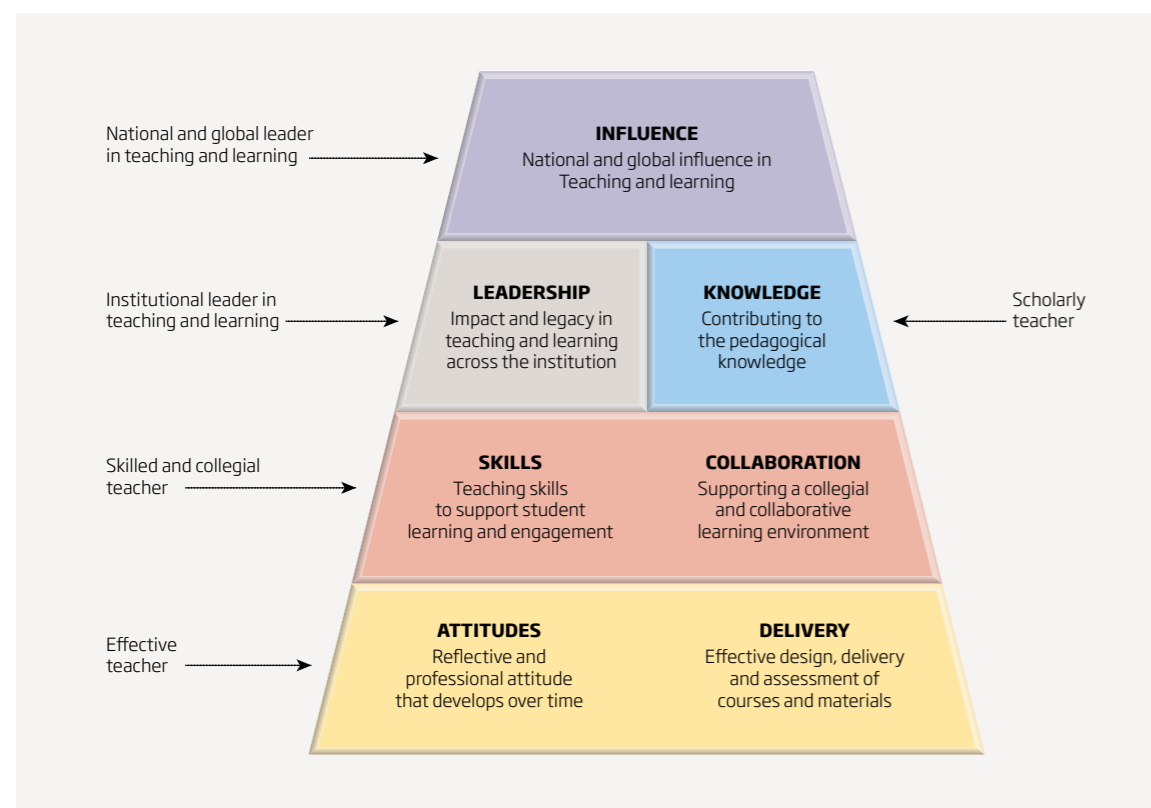 National and global leader
in teaching and learning
INFLUENCE
National and global influence in
Teaching and learning
Institutional leader in
teaching and learning
LEADERSHIP
Impact and legacy in
teaching and learning
across the institution
KNOWLEDGE
Contributing to
the pedagogical
knowledge
Scholarly
teacher
Skilled and collegial
teacher
SKILLS
Teaching skills
to support student
learning and engagement
COLLABORATION
Supporting a collegial
and collaborative
learning environment
Effective
teacher
ATTITUDES
Reflective and
professional attitude
that develops over time
DELIVERY
Effective design, delivery
and assessment of
courses and materials